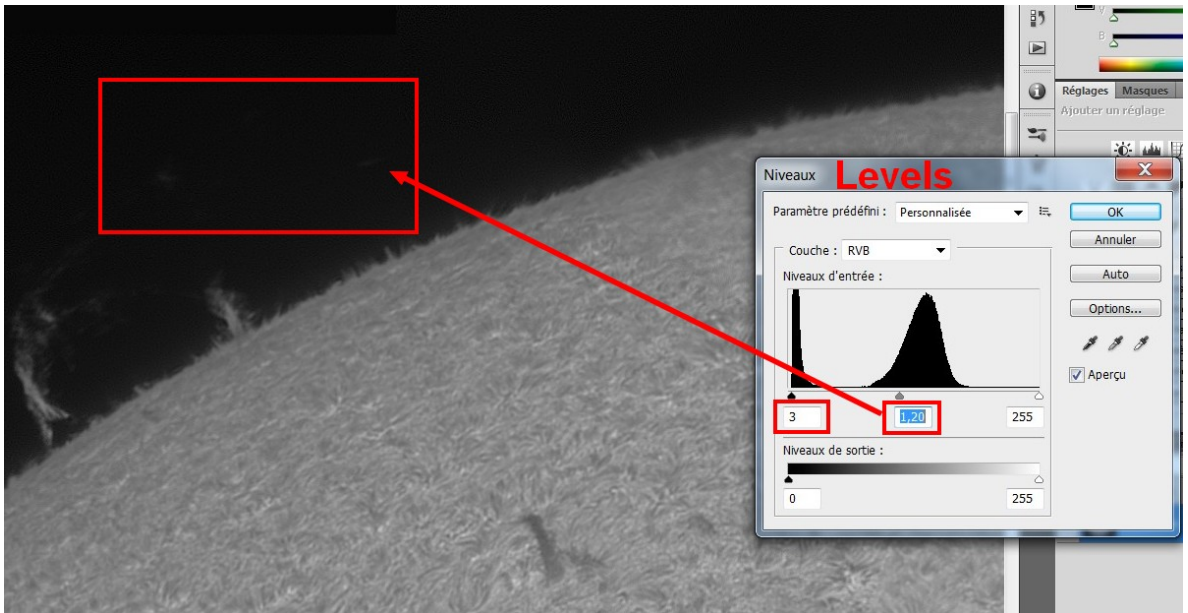 V
B
Réglages Masques
Ajouter un réglage
Niveaux
Levels
Paramètre prédéfini : Personnalisée
OK
Annuler
Auto
Options...
Aperçu
Couche : RVB
Niveaux d'entrée :
3 1,20 255
Niveaux de sortie :
0 255